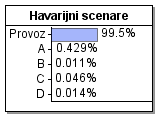 Havarijni scenare
Provoz 99.5%
A 0.429%
B 0.011%
C 0.046%
D 0.014%